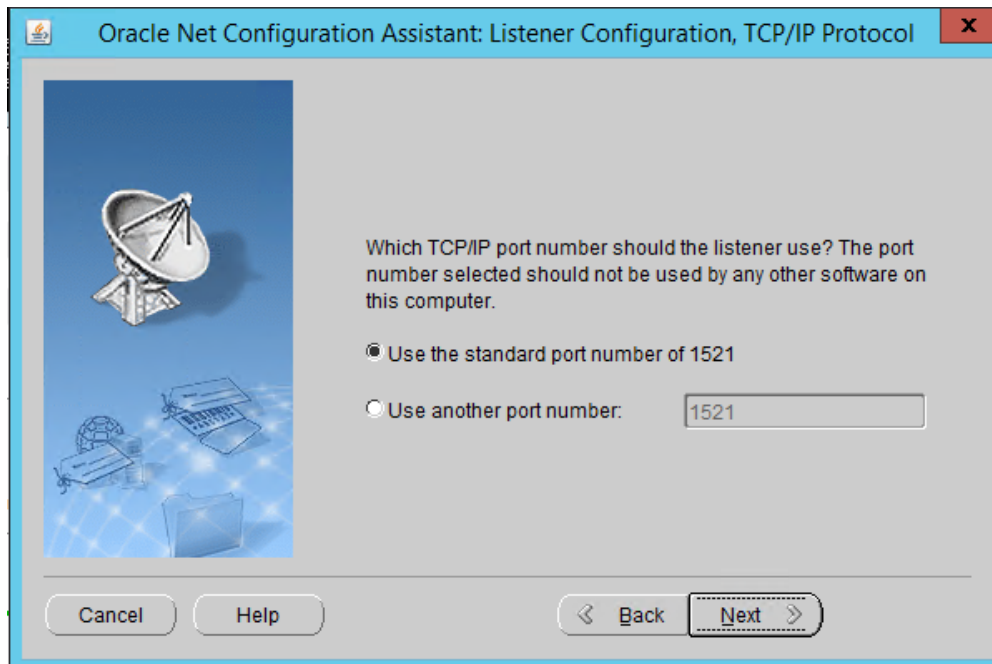 Oracle Net Configuration Assistant: Listener Configuration, TCP/IP Protocol
x
Which TCP/IP port number should the listener use? The port
number selected should not be used by any other software on
this computer.
Use the standard port number of 1521
Use another port number: 1521
Cancel Help Back Next